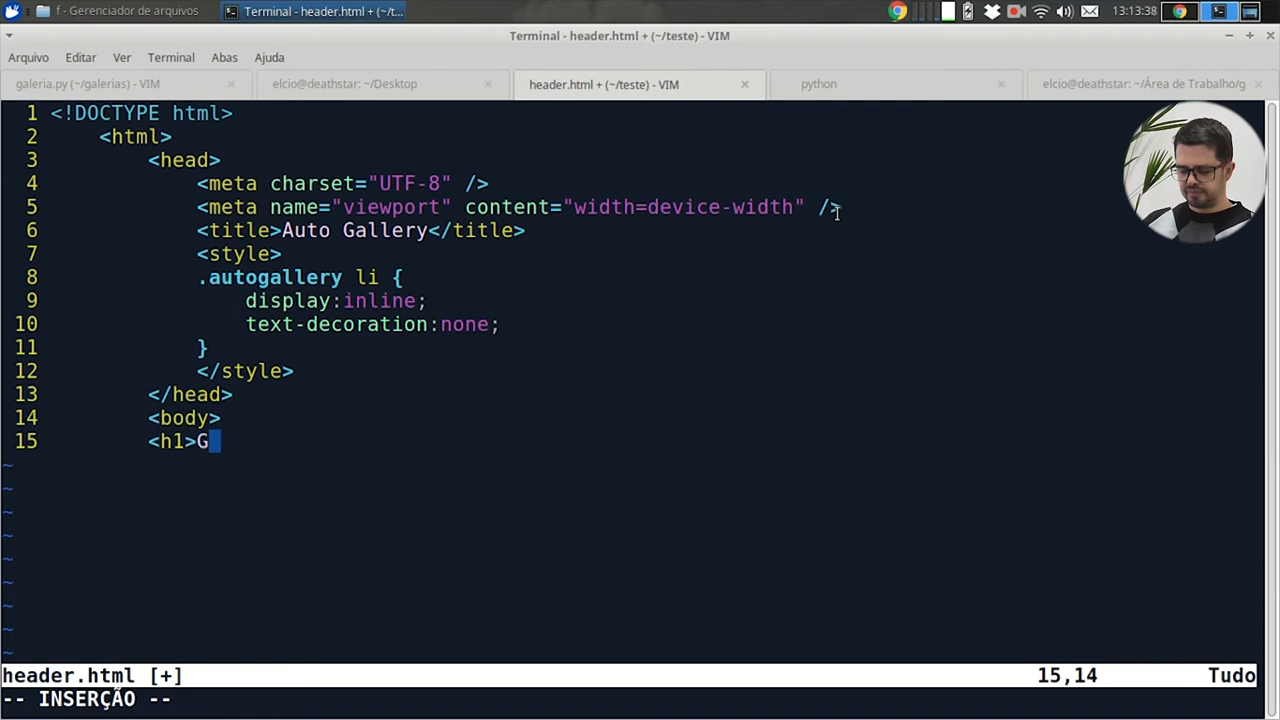 f - Gerenciador de arquivos
Terminal - header.html + (~/t...
13:13:38
Terminal - header.html + (~/teste) - VIM
Arquivo Editar Ver Terminal Abas Ajuda
galeria.py (~/galerias) - VIM
elcio@deathstar: ~/Desktop
header.html + (~/teste) - VIM
python
elcio@deathstar: ~/Área de Trabalho/g
1 <!DOCTYPE html>
2 <html>
3 <head>
4 <meta charset="UTF-8" />
5 <meta name="viewport" content="width=device-width" />
6 <title>Auto Gallery</title>
7 <style>
8 .autogallery li {
9 display:inline;
10 text-decoration:none;
11 }
12 </style>
13 </head>
14 <body>
15 <h1>G
~
~
~
~
~
~
~
~
~
header.html [+] 15,14 Tudo
-- INSERÇÃO --